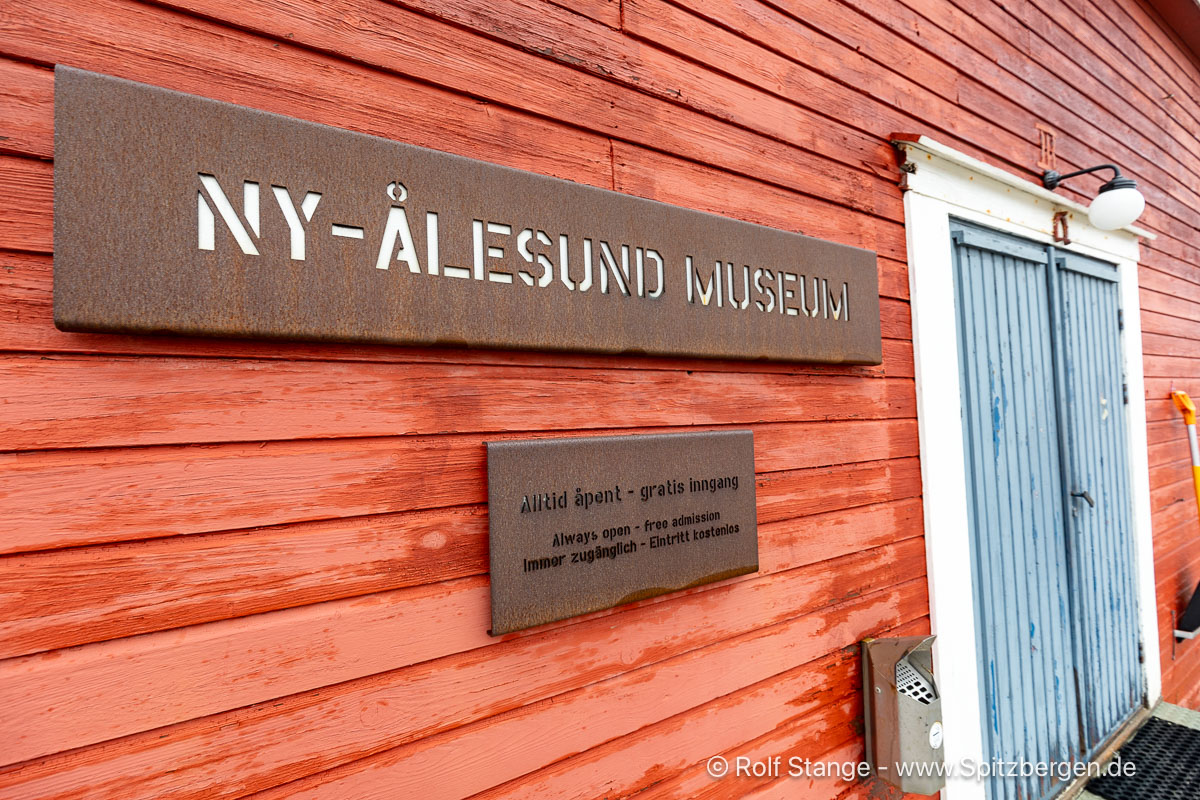 NY-ÅLESUND MUSEUM
Alltid åpent - gratis inngang
Always open - free admission
Immer zugänglich - Eintritt kostenlos
© Rolf Stange - www.Spitzbergen.de